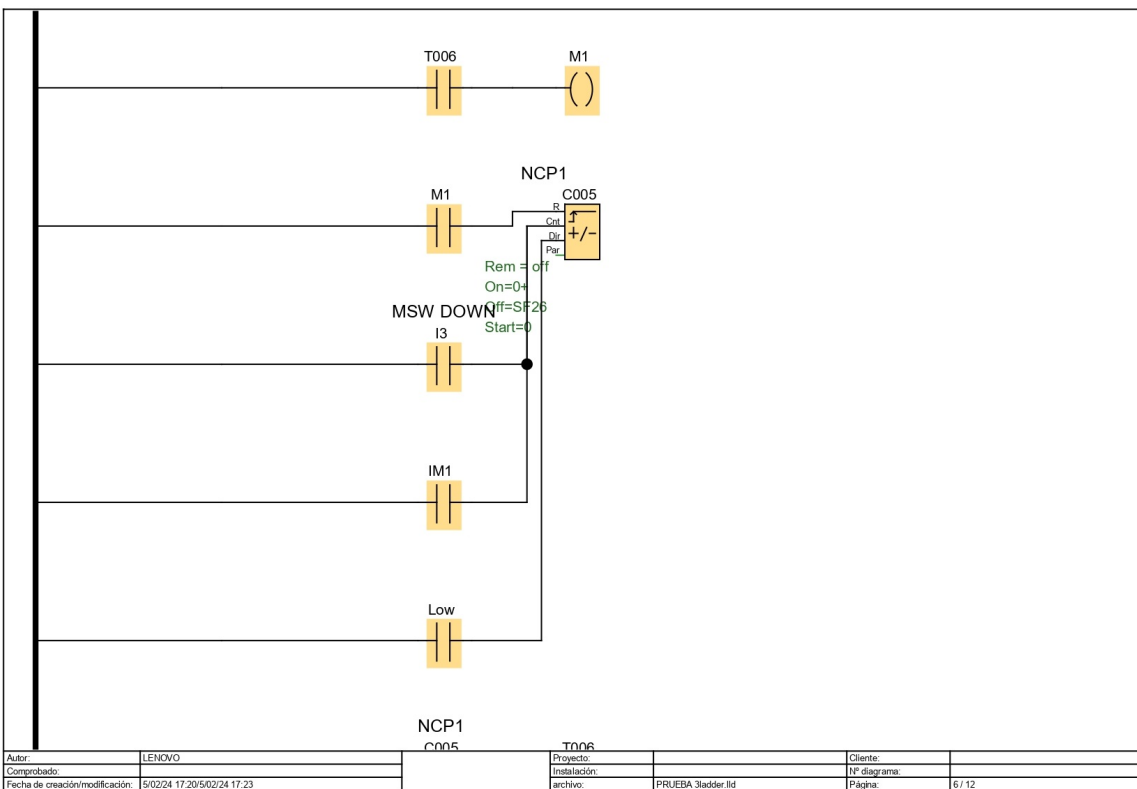 T006 M1
NCP1
M1 C005
R
Cnt
+/-
Dir
Par
Rem = off
On=0+
Off=SF26
MSW DOWN
Start=0
I3
IM1
Low
NCP1
C005 T006
Autor: LENOVO Proyecto: Cliente:
Comprobado: Instalación: Nº diagrama:
Fecha de creación/modificación: 5/02/24 17:20/5/02/24 17:23 archivo: PRUEBA 3ladder.lld Página: 6 / 12